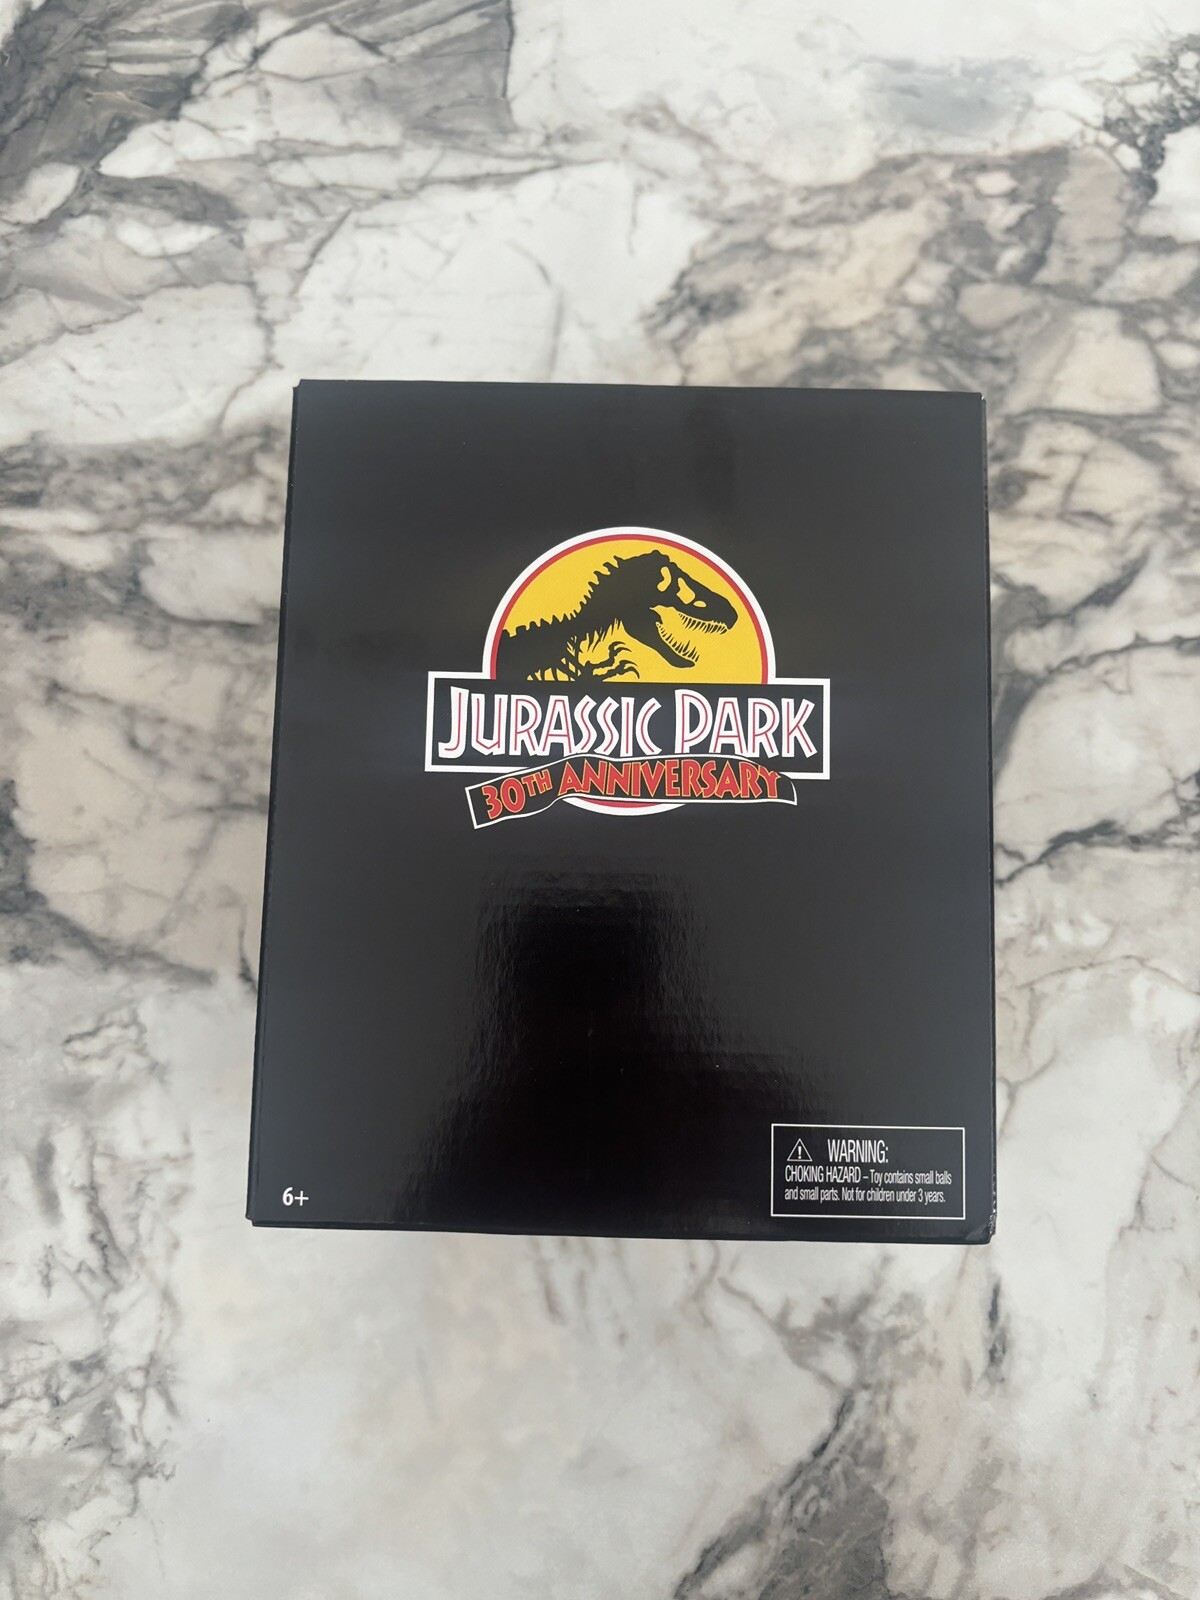 JURASSIC PARK
30TH ANNIVERSARY
WARNING:
CHOKING HAZARD – Toy contains small balls
and small parts. Not for children under 3 years.
6+